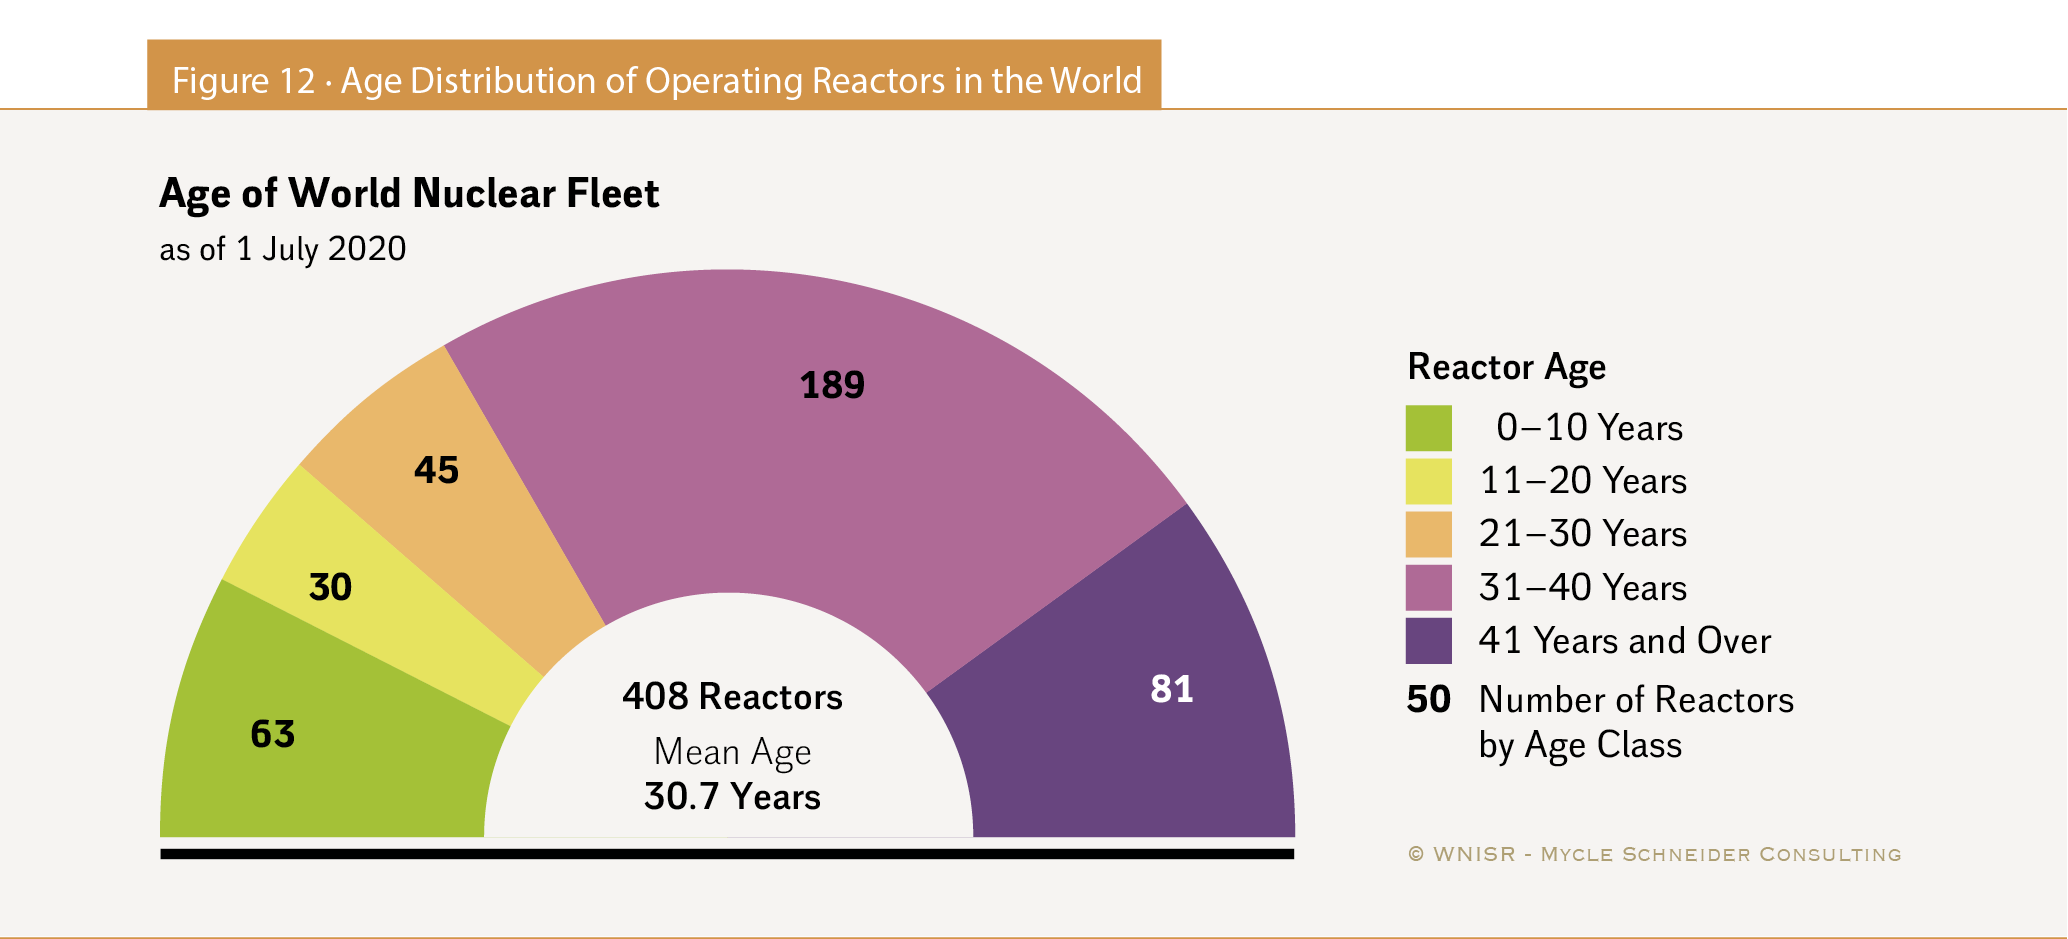 Figure 12 · Age Distribution of Operating Reactors in the World
Age of World Nuclear Fleet
as of 1 July 2020
189
45
30
63
81
408 Reactors
Mean Age
30.7 Years
Reactor Age
0–10 Years
11–20 Years
21–30 Years
31–40 Years
41 Years and Over
50 Number of Reactors
by Age Class
© WNISR - Mycle Schneider Consulting